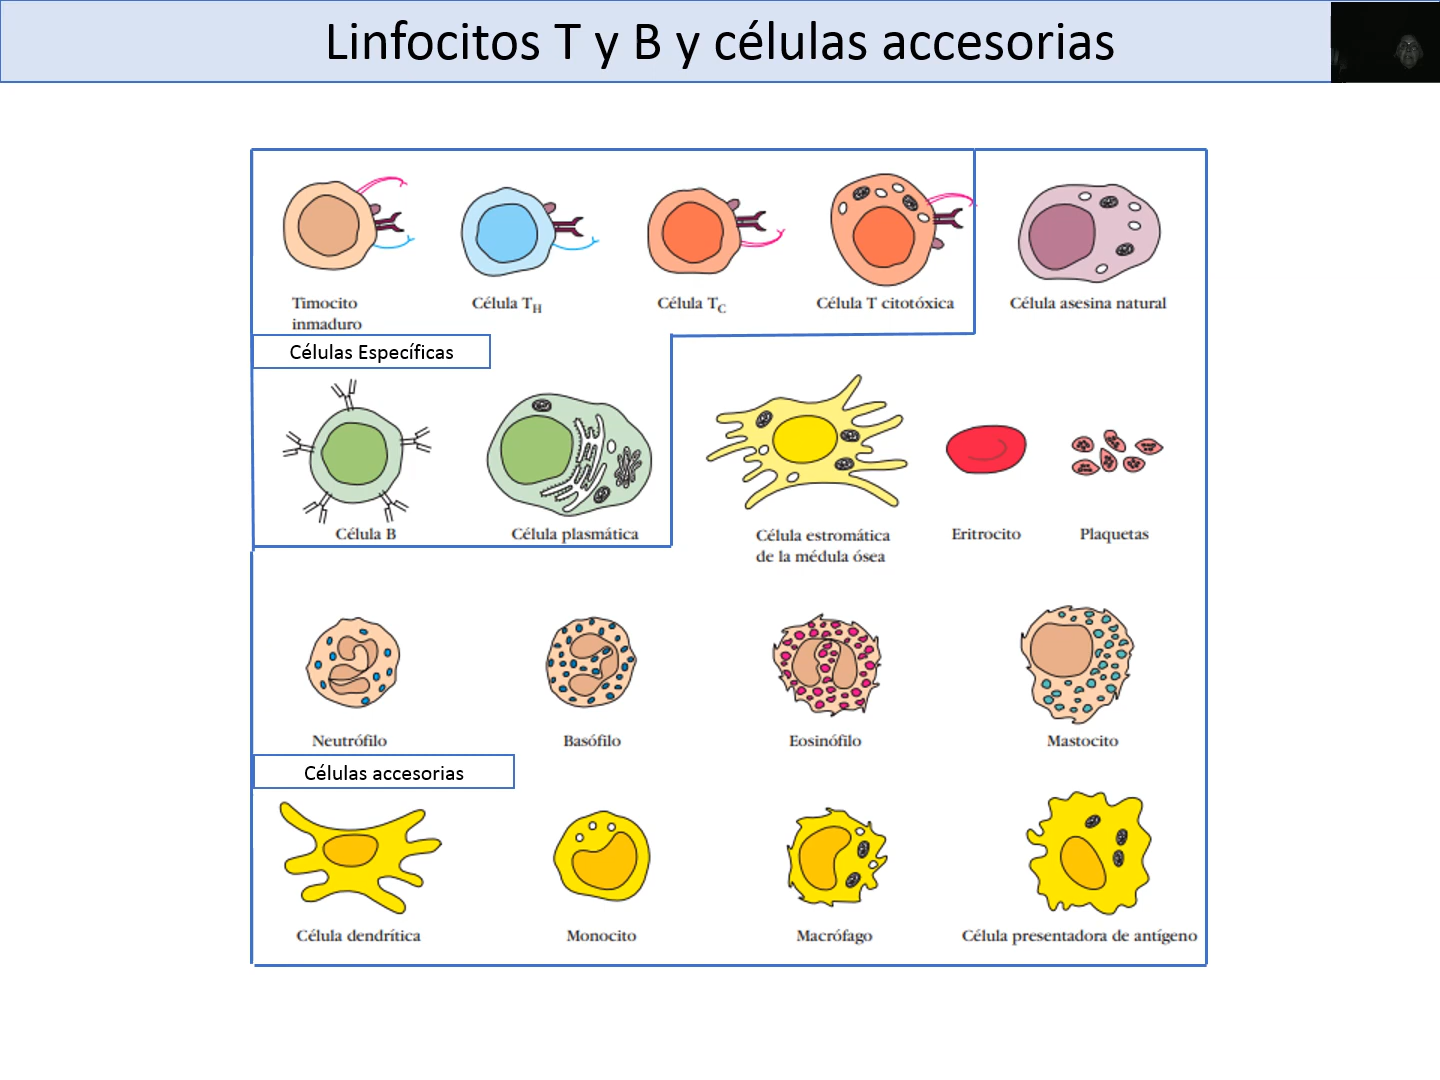 Linfocitos T y B y células accesorias
Timocito
inmaduro
Célula TH
Célula TC
Célula T citotóxica
Célula asesina natural
Células Específicas
Célula B
Célula plasmática
Célula estromática
de la médula ósea
Eritrocito
Plaquetas
Neutrófilo
Basófilo
Eosinófilo
Mastocito
Células accesorias
Célula dendrítica
Monocito
Macrófago
Célula presentadora de antígeno